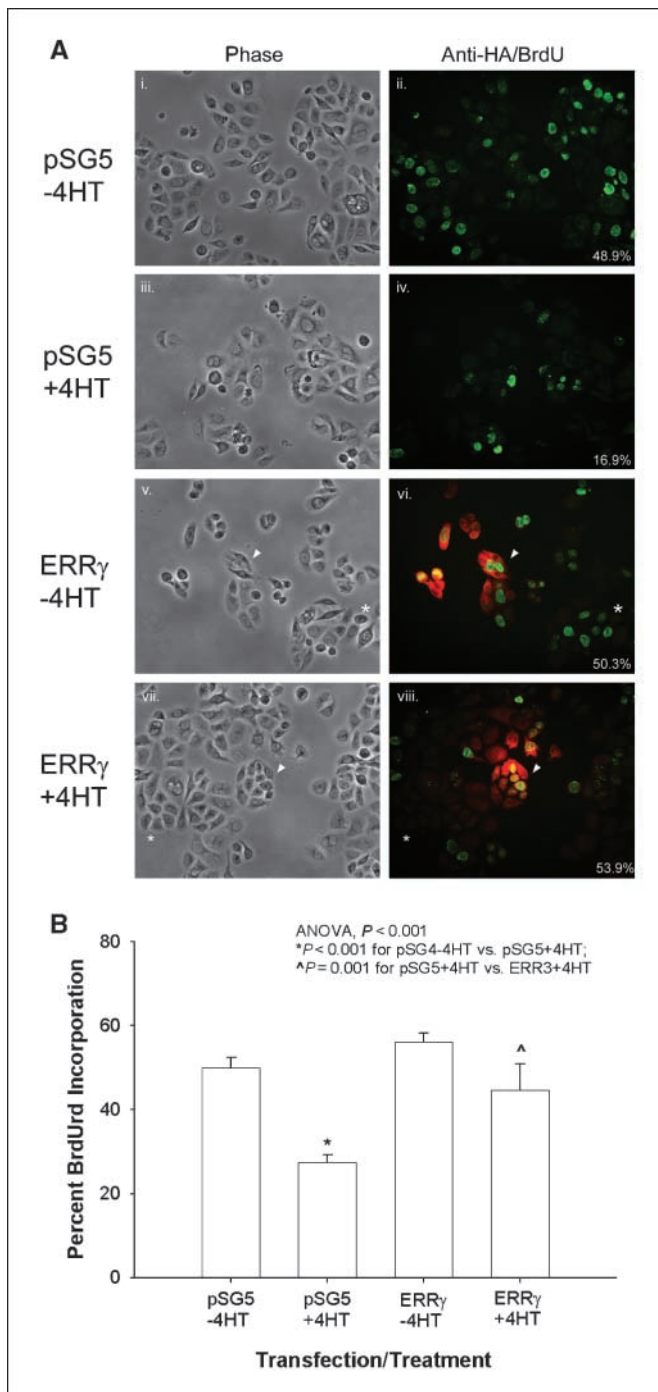 A
Phase
Anti-HA/BrdU
pSG5
-4HT
i.
ii.
48.9%
pSG5
+4HT
iii.
iv.
16.9%
ERRγ
-4HT
v.
*
vi.
*
50.3%
ERRγ
+4HT
vii.
*
viii.
*
53.9%
B
ANOVA, P < 0.001
*P < 0.001 for pSG4-4HT vs. pSG5+4HT;
^P = 0.001 for pSG5+4HT vs. ERR3+4HT
Percent BrdUrd Incorporation
80
60
40
20
0
*
^
pSG5
-4HT
pSG5
+4HT
ERRγ
-4HT
ERRγ
+4HT
Transfection/Treatment